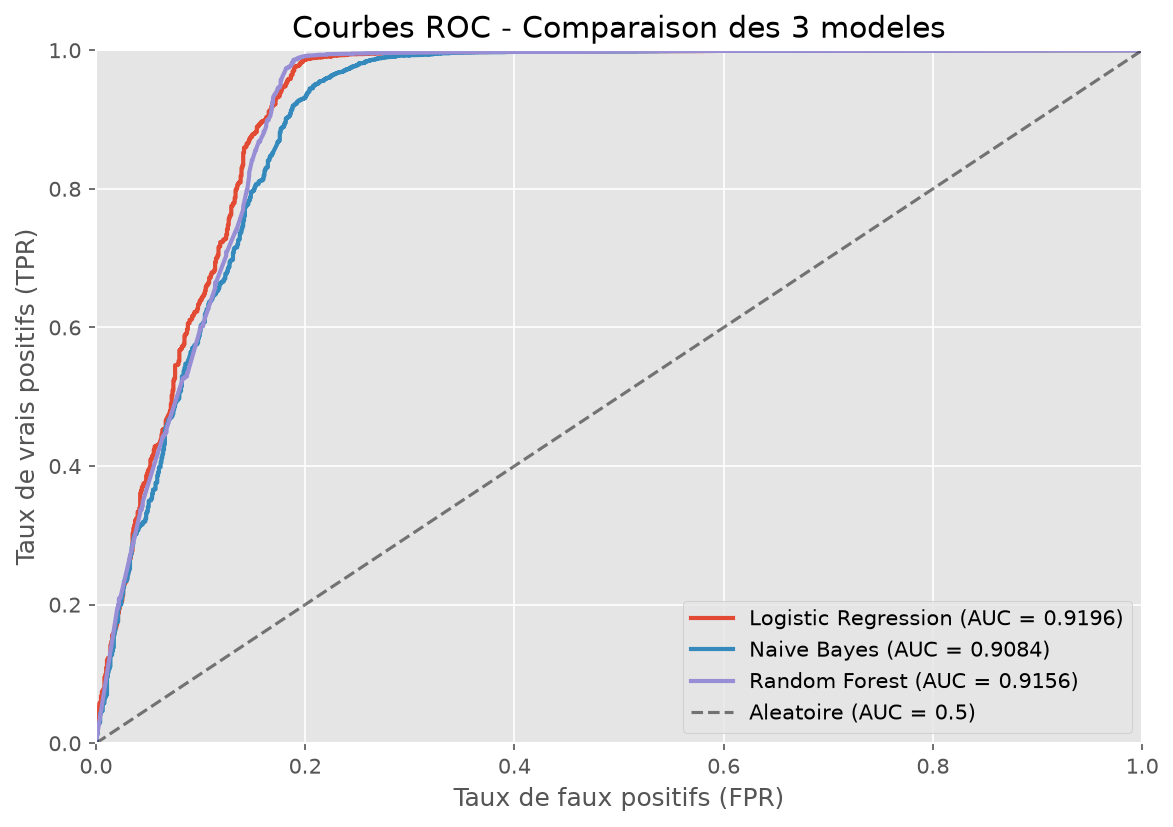 Courbes ROC - Comparaison des 3 modeles
Taux de vrais positifs (TPR)
1.0
0.8
0.6
0.4
0.2
0.0
0.0 0.2 0.4 0.6 0.8 1.0
Taux de faux positifs (FPR)
Logistic Regression (AUC = 0.9196)
Naive Bayes (AUC = 0.9084)
Random Forest (AUC = 0.9156)
Aleatoire (AUC = 0.5)